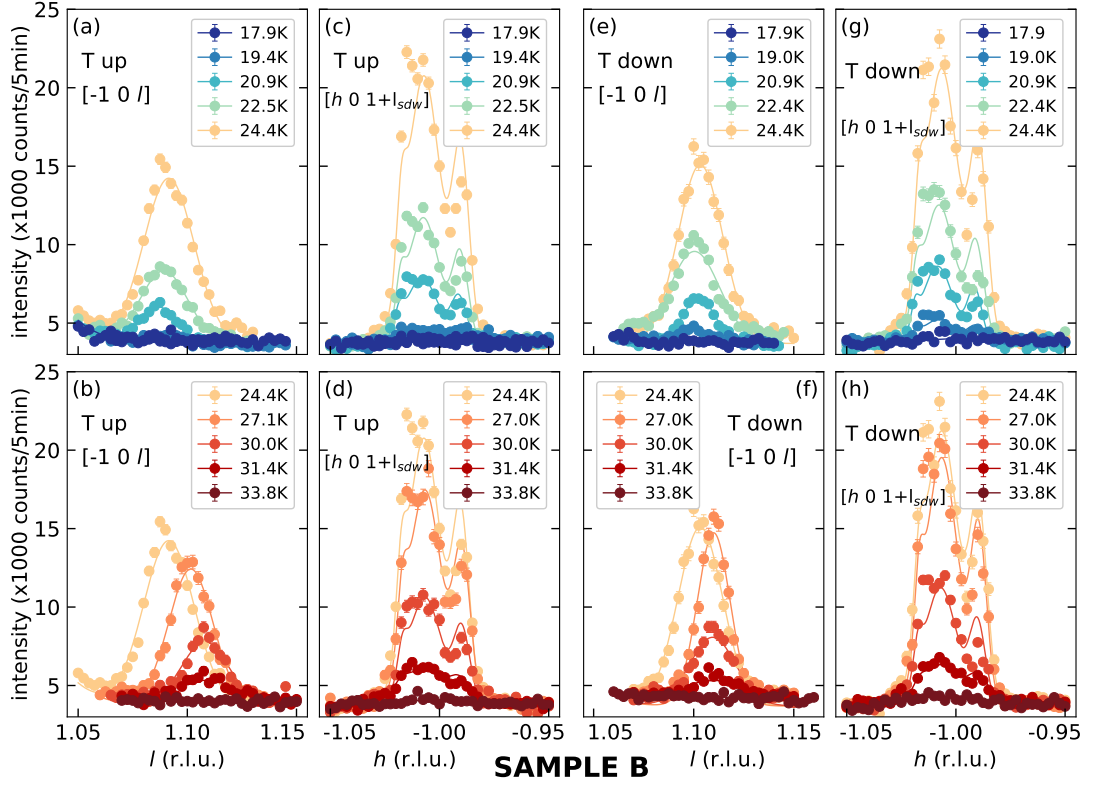 (a)
T up
[-1 0 l]
17.9K
19.4K
20.9K
22.5K
24.4K
(c)
T up
[h 0 1+l_sdw]
17.9K
19.4K
20.9K
22.5K
24.4K
(e)
T down
[-1 0 l]
17.9K
19.0K
20.9K
22.4K
24.4K
(g)
T down
[h 0 1+l_sdw]
17.9
19.0K
20.9K
22.4K
24.4K
25
20
15
10
5
intensity (x1000 counts/5min)
(b)
T up
[-1 0 l]
24.4K
27.1K
30.0K
31.4K
33.8K
(d)
T up
[h 0 1+l_sdw]
24.4K
27.0K
30.0K
31.4K
33.8K
(f)
T down
[-1 0 l]
24.4K
27.0K
30.0K
31.4K
33.8K
(h)
T down
[h 0 1+l_sdw]
24.4K
27.0K
30.0K
31.4K
33.8K
25
20
15
10
5
intensity (x1000 counts/5min)
1.05 1.10 1.15
l (r.l.u.)
-1.05 -1.00 -0.95
h (r.l.u.)
1.05 1.10 1.15
l (r.l.u.)
-1.05 -1.00 -0.95
h (r.l.u.)
SAMPLE B